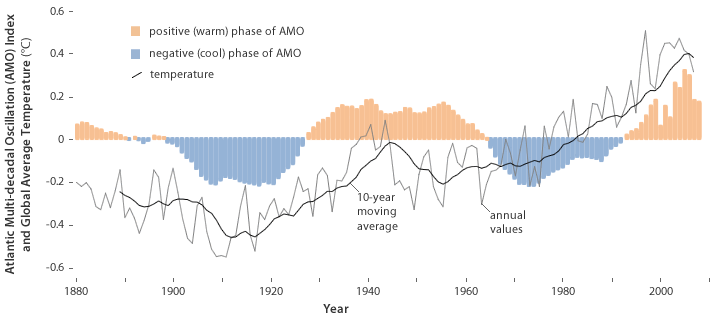 Atlantic Multi-decadal Oscillation (AMO) Index
and Global Average Temperature (°C)
positive (warm) phase of AMO
negative (cool) phase of AMO
temperature
0.6
0.4
0.2
0
-0.2
-0.4
-0.6
10-year
moving
average
annual
values
1880
1900
1920
1940
1960
1980
2000
Year